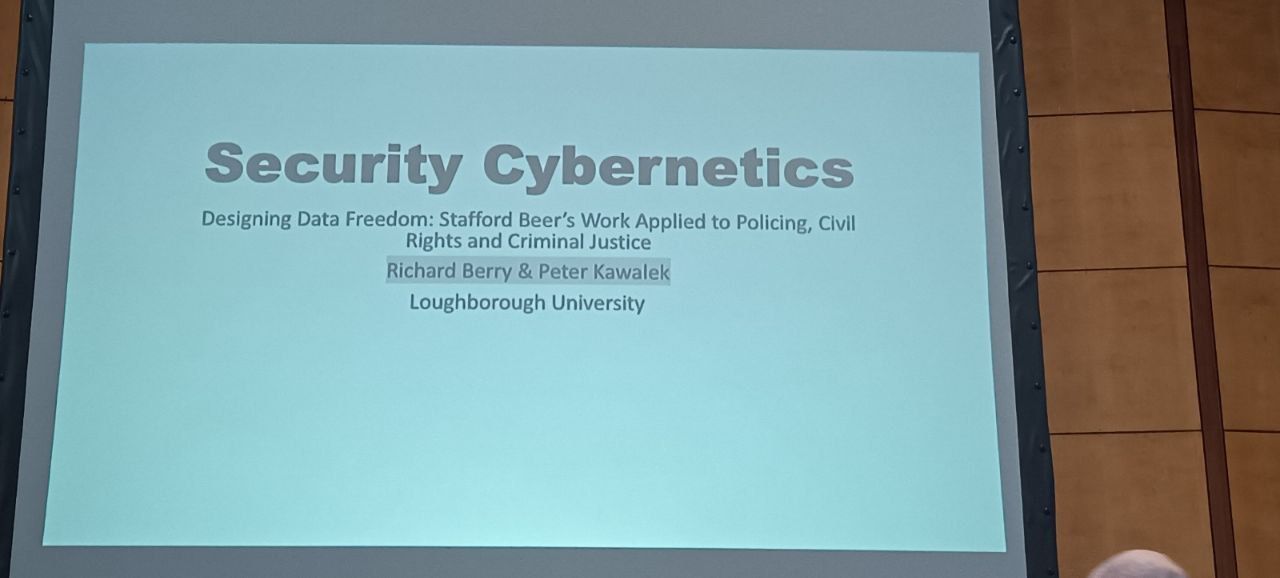 Security Cybernetics
Designing Data Freedom: Stafford Beer's Work Applied to Policing, Civil
Rights and Criminal Justice
Richard Berry & Peter Kawalek
Loughborough University